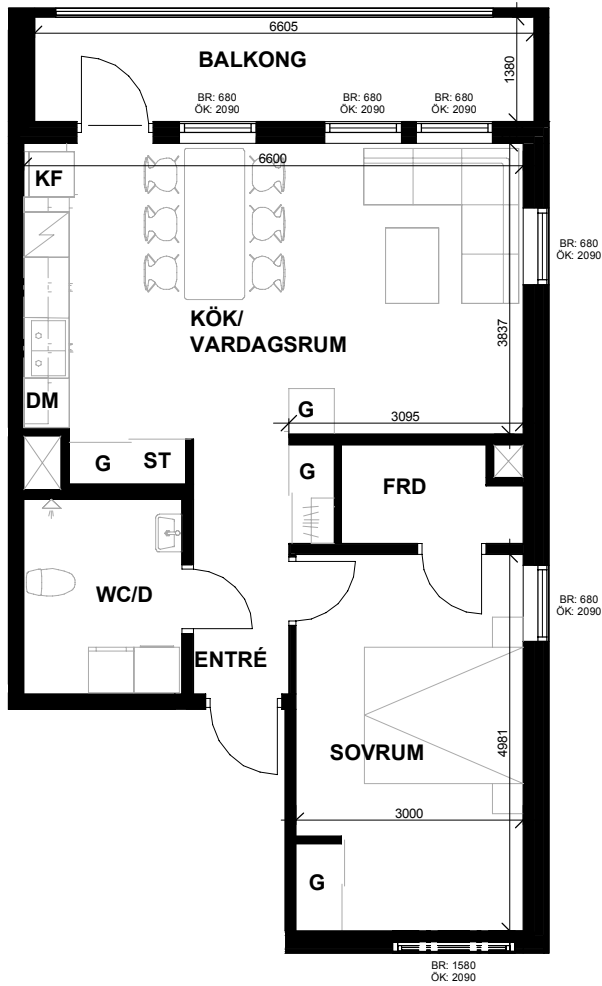 6605
BALKONG
1380
BR: 680
ÖK: 2090
BR: 680
ÖK: 2090
BR: 680
ÖK: 2090
6600
KF
BR: 680
ÖK: 2090
KÖK/
VARDAGSRUM
3837
DM
G
3095
G
ST
G
FRD
WC/D
BR: 680
ÖK: 2090
ENTRÉ
SOVRUM
4981
3000
G
BR: 1580
ÖK: 2090